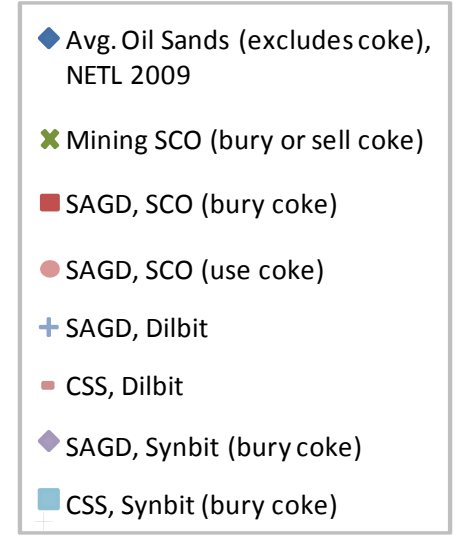 Avg. Oil Sands (excludes coke),
NETL 2009
Mining SCO (bury or sell coke)
SAGD, SCO (bury coke)
SAGD, SCO (use coke)
SAGD, Dilbit
CSS, Dilbit
SAGD, Synbit (bury coke)
CSS, Synbit (bury coke)